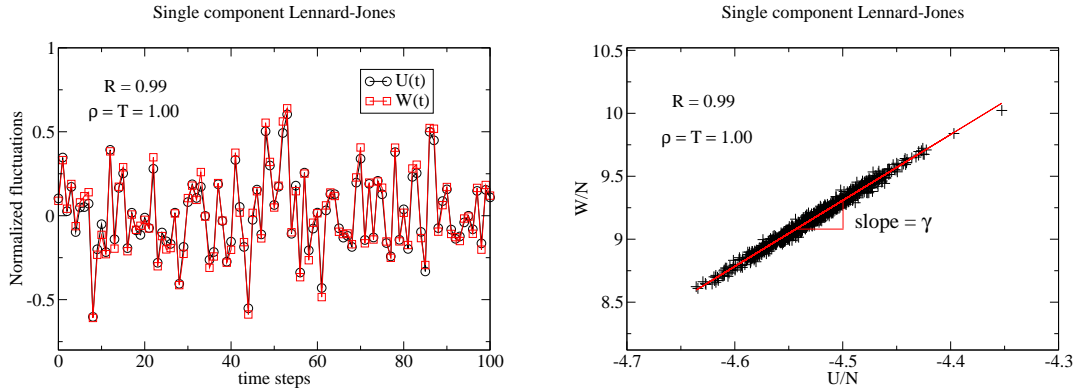 Single component Lennard-Jones
Normalized fluctuations
1
0.5
0
-0.5
R = 0.99
ρ = T = 1.00
U(t)
W(t)
0
20
40
60
80
100
time steps
Single component Lennard-Jones
W/N
10.5
10
9.5
9
8.5
R = 0.99
ρ = T = 1.00
slope = γ
-4.7
-4.6
-4.5
-4.4
-4.3
U/N